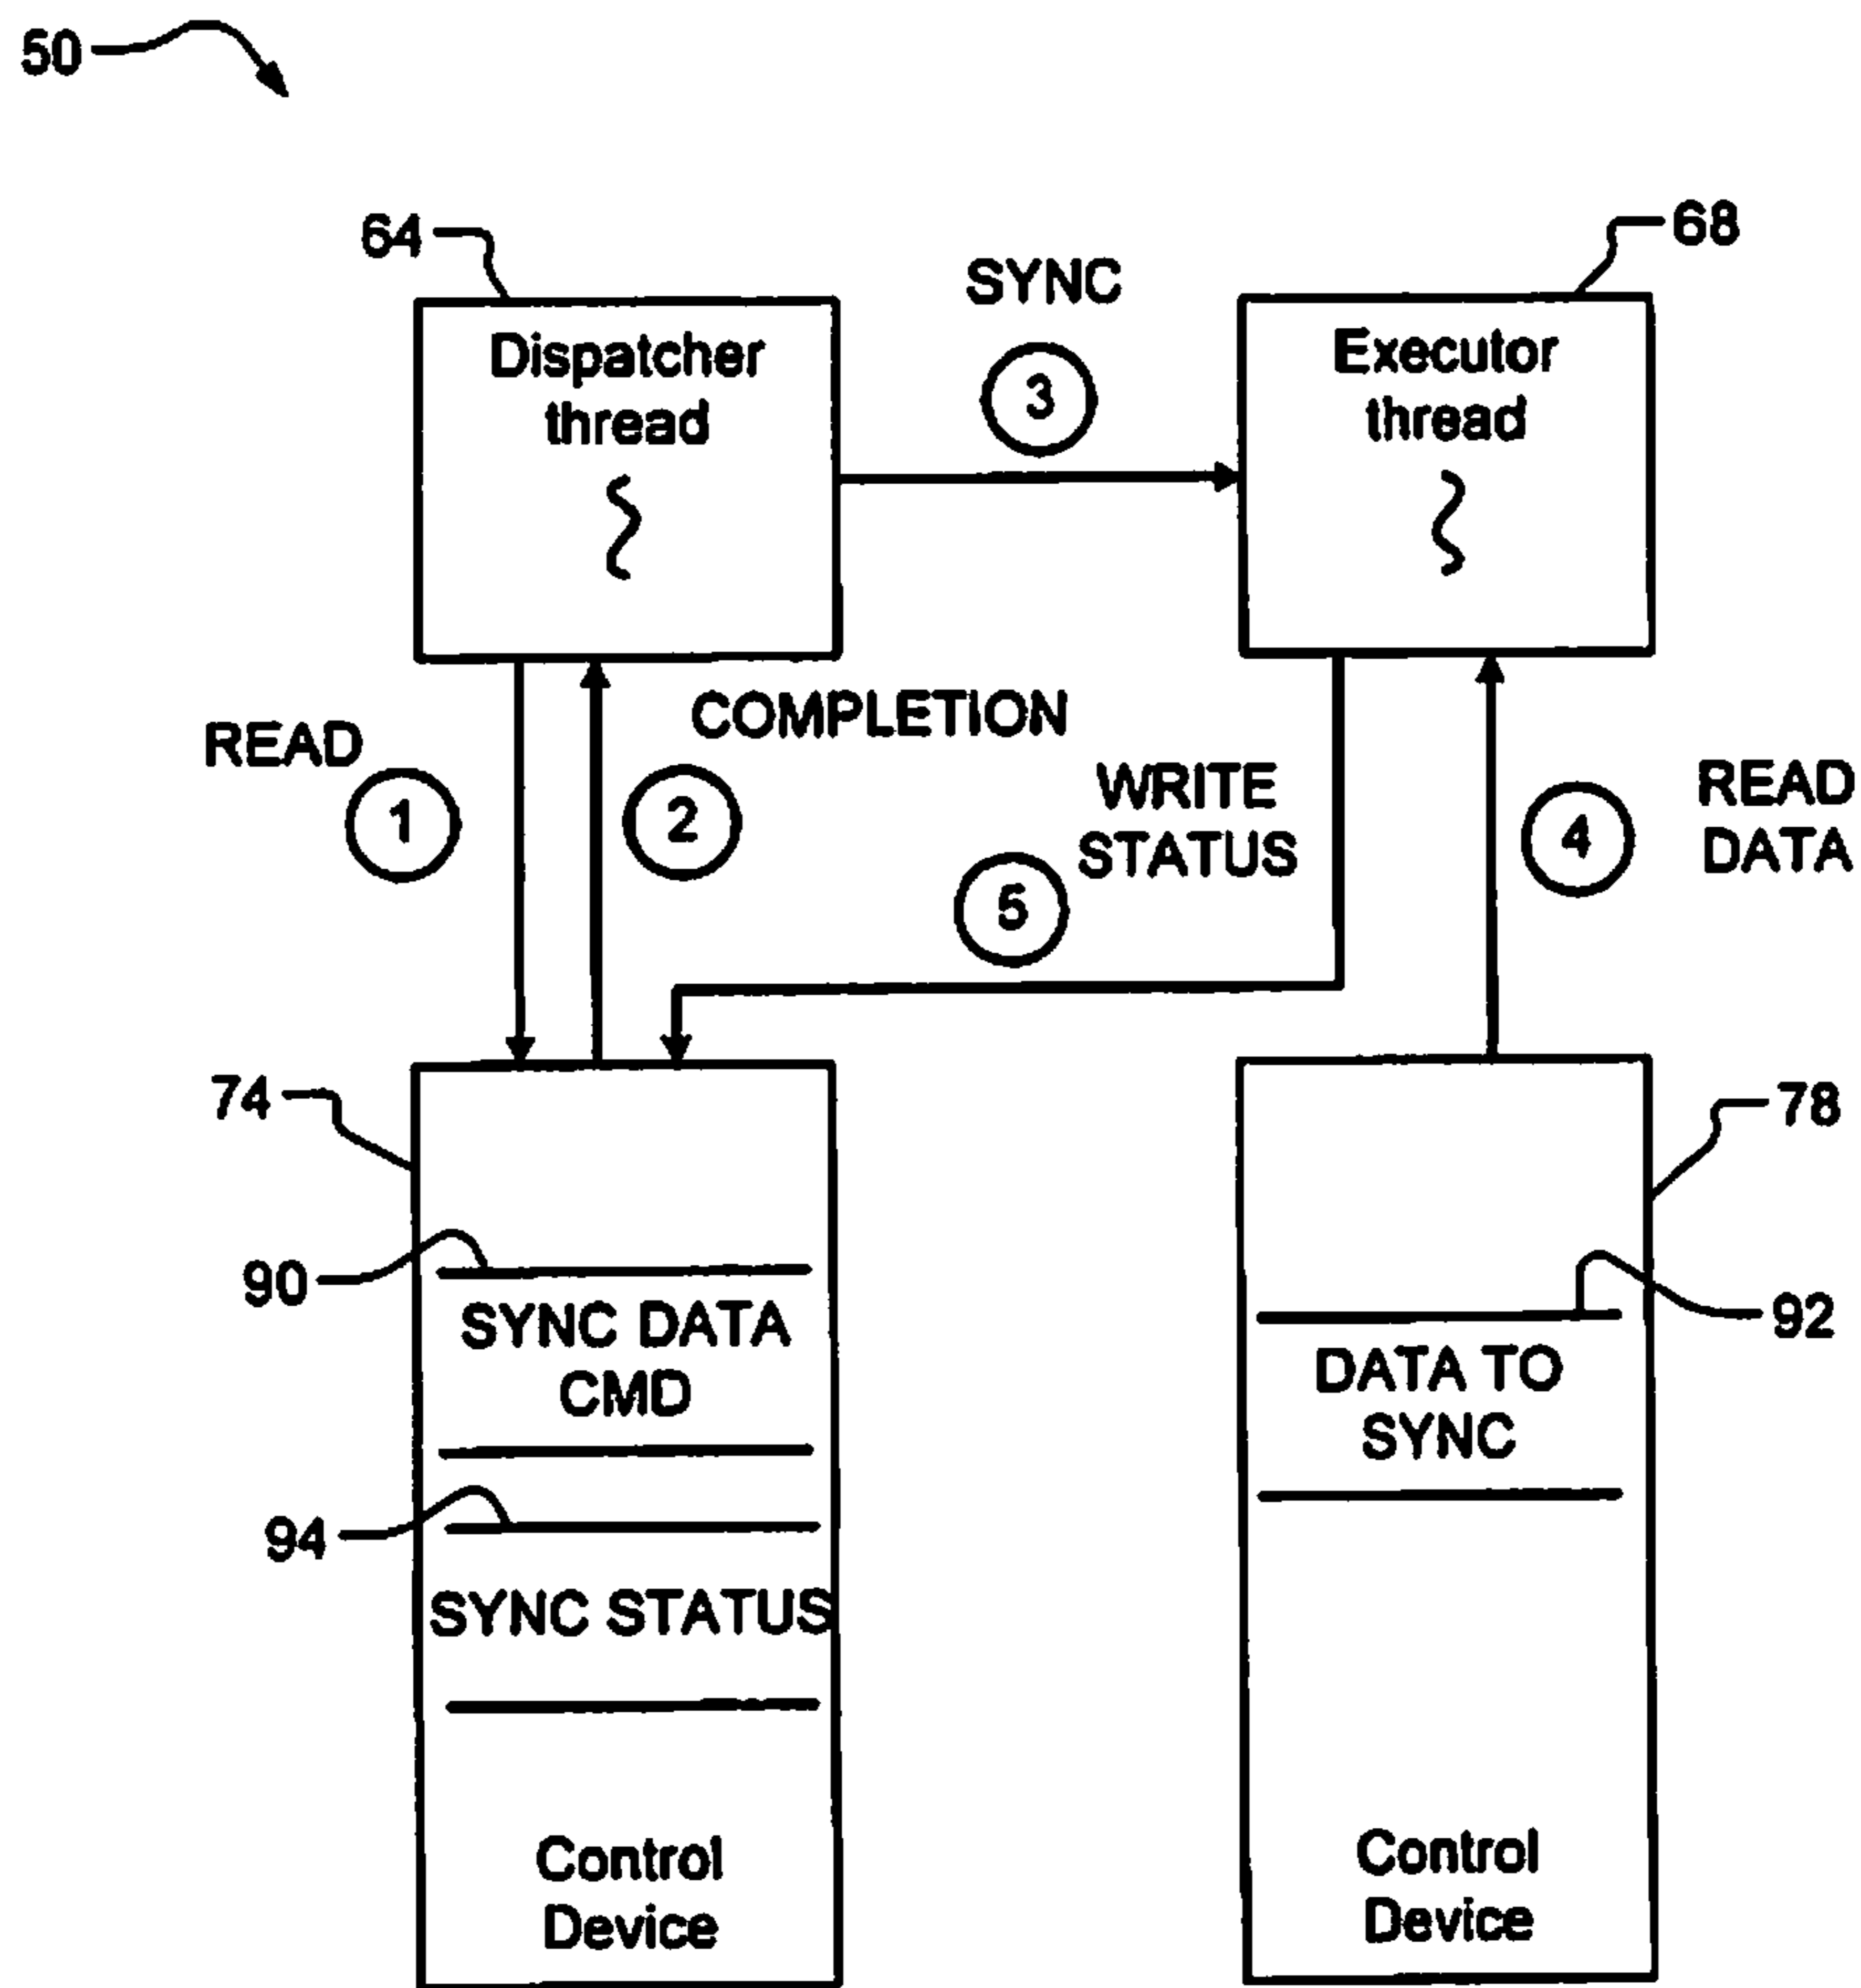 50
64
68
SYNC
3
Dispatcher
thread
Executor
thread
READ
1
COMPLETION
2
WRITE
STATUS
5
4
READ
DATA
74
78
90
SYNC DATA
CMD
92
DATA TO
SYNC
94
SYNC STATUS
Control
Device
Control
Device